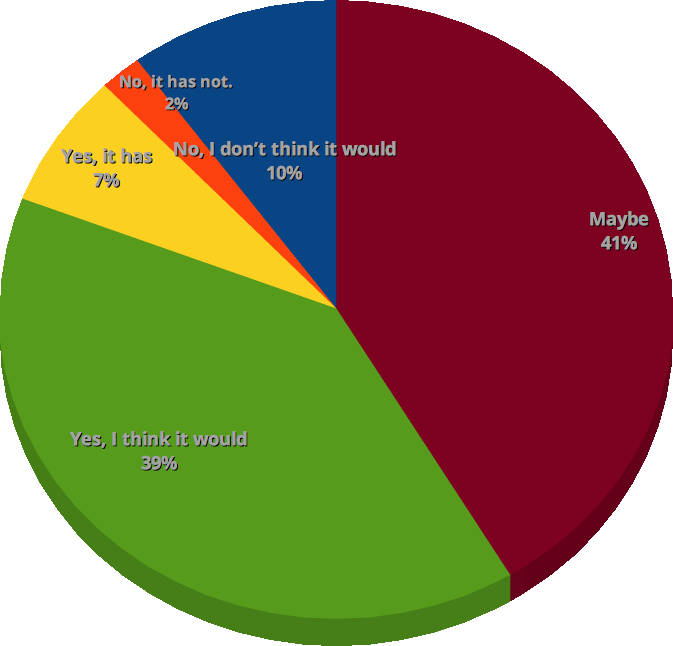 No, it has not.
2%
No, I don’t think it would
10%
Yes, it has
7%
Maybe
41%
Yes, I think it would
39%